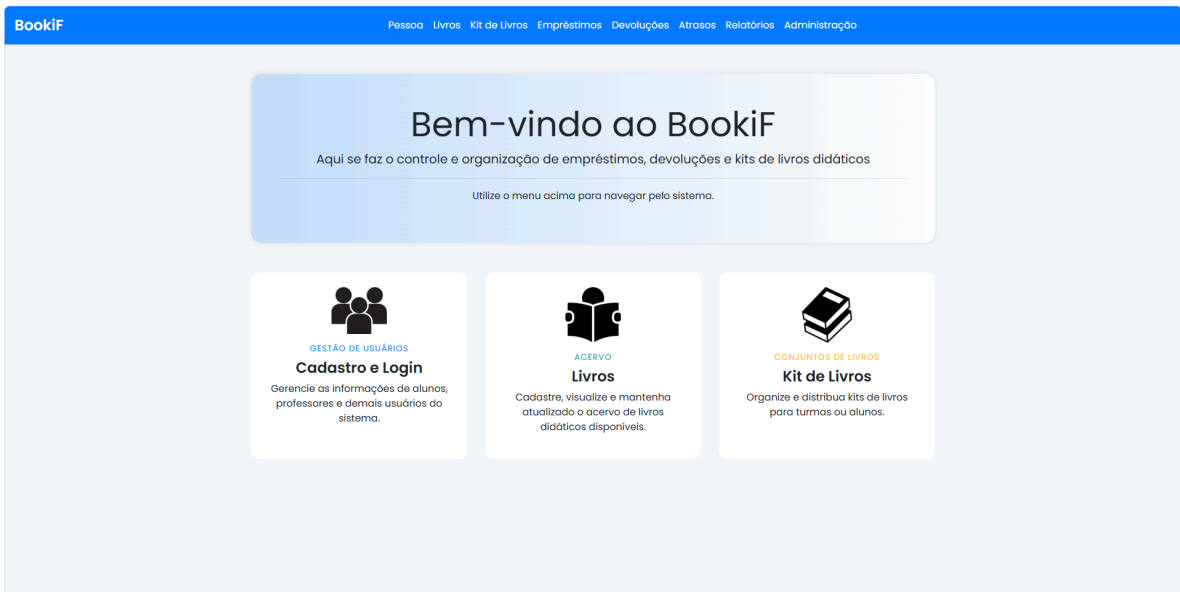 BookiF
Pessoa Livros Kit de Livros Empréstimos Devoluções Atrasos Relatórios Administração
Bem-vindo ao BookiF
Aqui se faz o controle e organização de empréstimos, devoluções e kits de livros didáticos
Utilize o menu acima para navegar pelo sistema.
GESTÃO DE USUÁRIOS
Cadastro e Login
Gerencie as informações de alunos,
professores e demais usuários do
sistema.
ACERVO
Livros
Cadastre, visualize e mantenha
atualizado o acervo de livros
didáticos disponíveis.
CONJUNTOS DE LIVROS
Kit de Livros
Organize e distribua kits de livros
para turmas ou alunos.